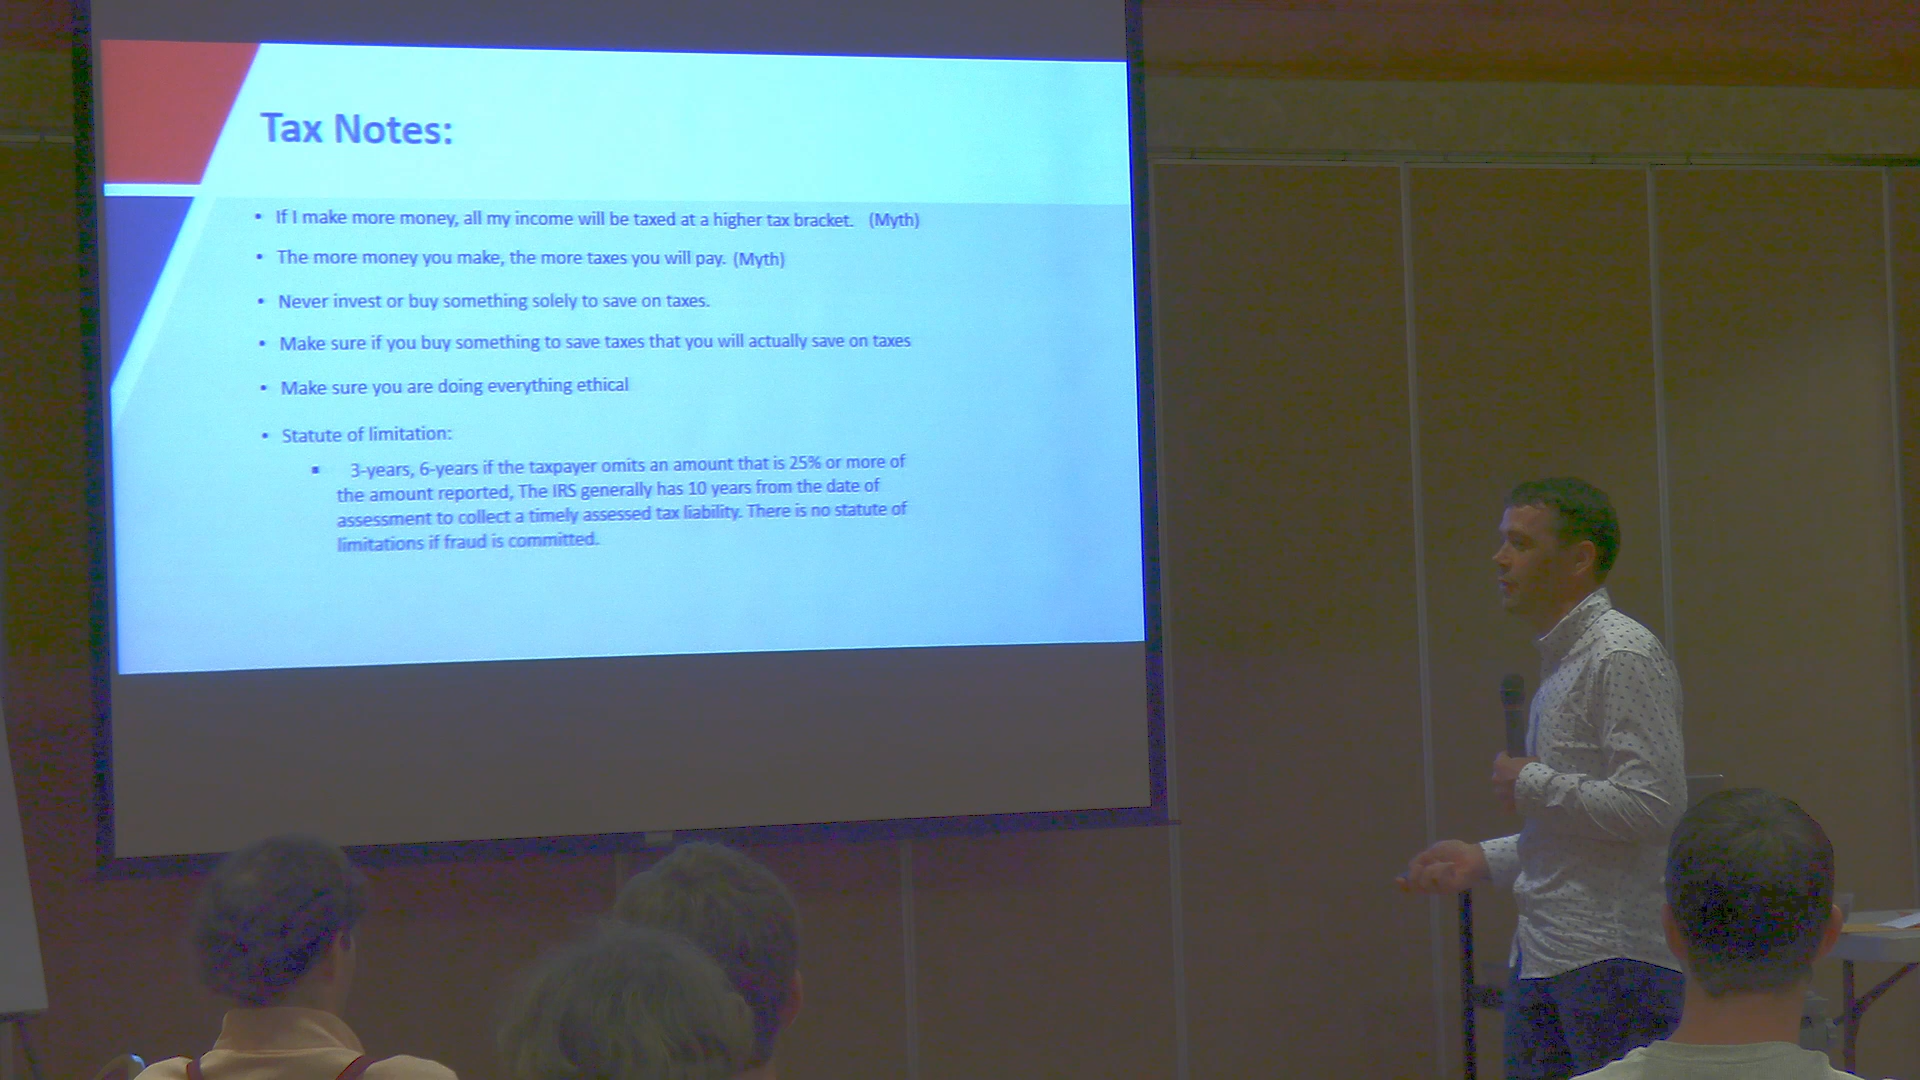 Tax Notes:
• If I make more money, all my income will be taxed at a higher tax bracket. (Myth)
• The more money you make, the more taxes you will pay. (Myth)
• Never invest or buy something solely to save on taxes.
• Make sure if you buy something to save taxes that you will actually save on taxes
• Make sure you are doing everything ethical
• Statute of limitation:
▪ 3-years, 6-years if the taxpayer omits an amount that is 25% or more of
the amount reported, The IRS generally has 10 years from the date of
assessment to collect a timely assessed tax liability. There is no statute of
limitations if fraud is committed.